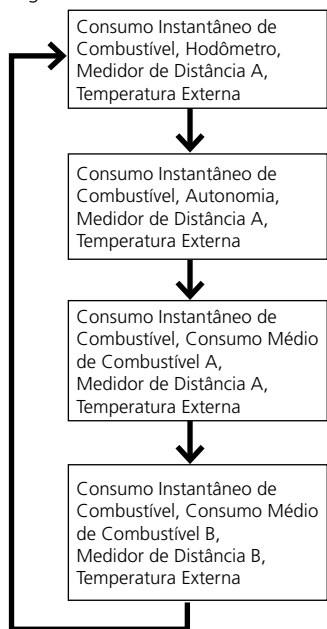 Consumo Instantâneo de
Combustível, Hodômetro,
Medidor de Distância A,
Temperatura Externa
Consumo Instantâneo de
Combustível, Autonomia,
Medidor de Distância A,
Temperatura Externa
Consumo Instantâneo de
Combustível, Consumo Médio
de Combustível A,
Medidor de Distância A,
Temperatura Externa
Consumo Instantâneo de
Combustível, Consumo Médio
de Combustível B,
Medidor de Distância B,
Temperatura Externa